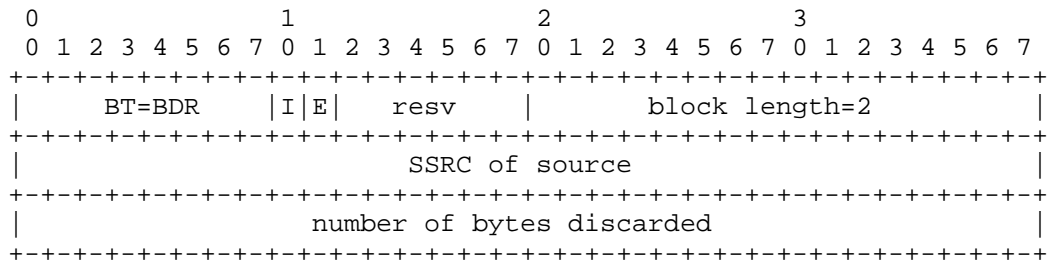 0                   1                   2                   3
 0 1 2 3 4 5 6 7 0 1 2 3 4 5 6 7 0 1 2 3 4 5 6 7 0 1 2 3 4 5 6 7
+-+-+-+-+-+-+-+-+-+-+-+-+-+-+-+-+-+-+-+-+-+-+-+-+-+-+-+-+-+-+-+-+
|     BT=BDR    |I|E|   resv    |       block length=2          |
+-+-+-+-+-+-+-+-+-+-+-+-+-+-+-+-+-+-+-+-+-+-+-+-+-+-+-+-+-+-+-+-+
|                        SSRC of source                         |
+-+-+-+-+-+-+-+-+-+-+-+-+-+-+-+-+-+-+-+-+-+-+-+-+-+-+-+-+-+-+-+-+
|                  number of bytes discarded                    |
+-+-+-+-+-+-+-+-+-+-+-+-+-+-+-+-+-+-+-+-+-+-+-+-+-+-+-+-+-+-+-+-+